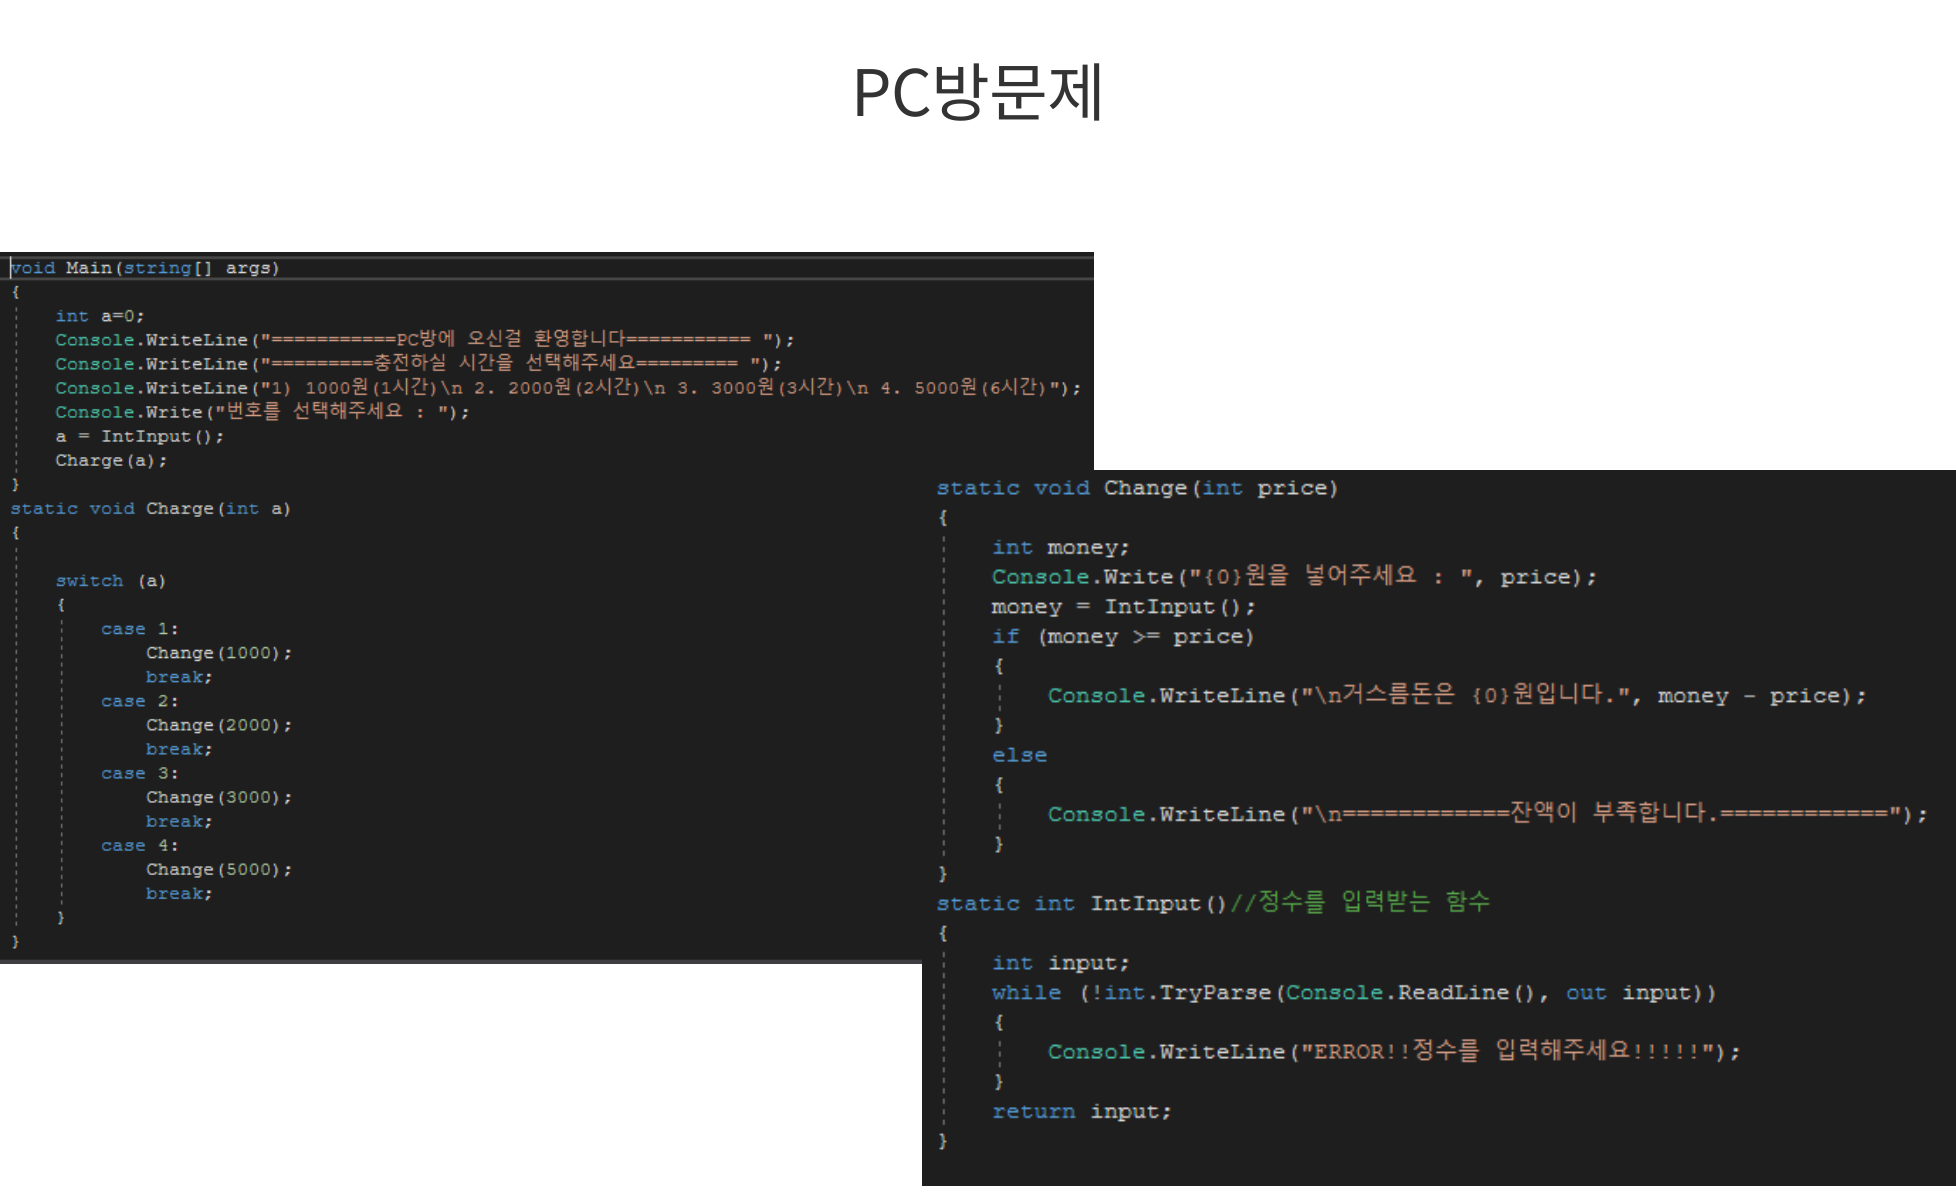 PC방문제
void Main(string[] args)
{
int a=0;
Console.WriteLine("===========PC방에 오신걸 환영합니다=========== ");
Console.WriteLine("=========충전하실 시간을 선택해주세요========= ");
Console.WriteLine("1) 1000원(1시간)\n 2. 2000원(2시간)\n 3. 3000원(3시간)\n 4. 5000원(6시간)");
Console.Write("번호를 선택해주세요 : ");
a = IntInput();
Charge(a);
}
static void Charge(int a)
{
switch (a)
{
case 1:
Change(1000);
break;
case 2:
Change(2000);
break;
case 3:
Change(3000);
break;
case 4:
Change(5000);
break;
}
}
static void Change(int price)
{
int money;
Console.Write("{0}원을 넣어주세요 : ", price);
money = IntInput();
if (money >= price)
{
Console.WriteLine("\n거스름돈은 {0}원입니다.", money - price);
}
else
{
Console.WriteLine("\n============잔액이 부족합니다.============");
}
}
static int IntInput()//정수를 입력받는 함수
{
int input;
while (!int.TryParse(Console.ReadLine(), out input))
{
Console.WriteLine("ERROR!!정수를 입력해주세요!!!!!");
}
return input;
}